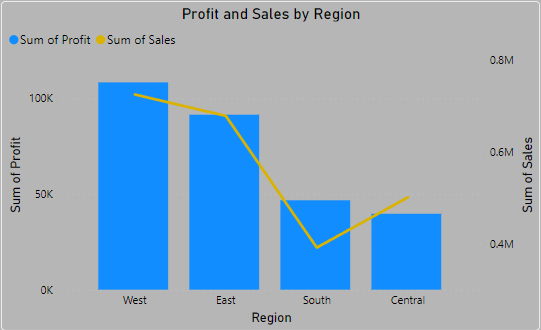 Profit and Sales by Region
Sum of Profit Sum of Sales
0.8M
100K
0.6M
50K
0.4M
0K
Sum of Profit
Sum of Sales
West East South Central
Region